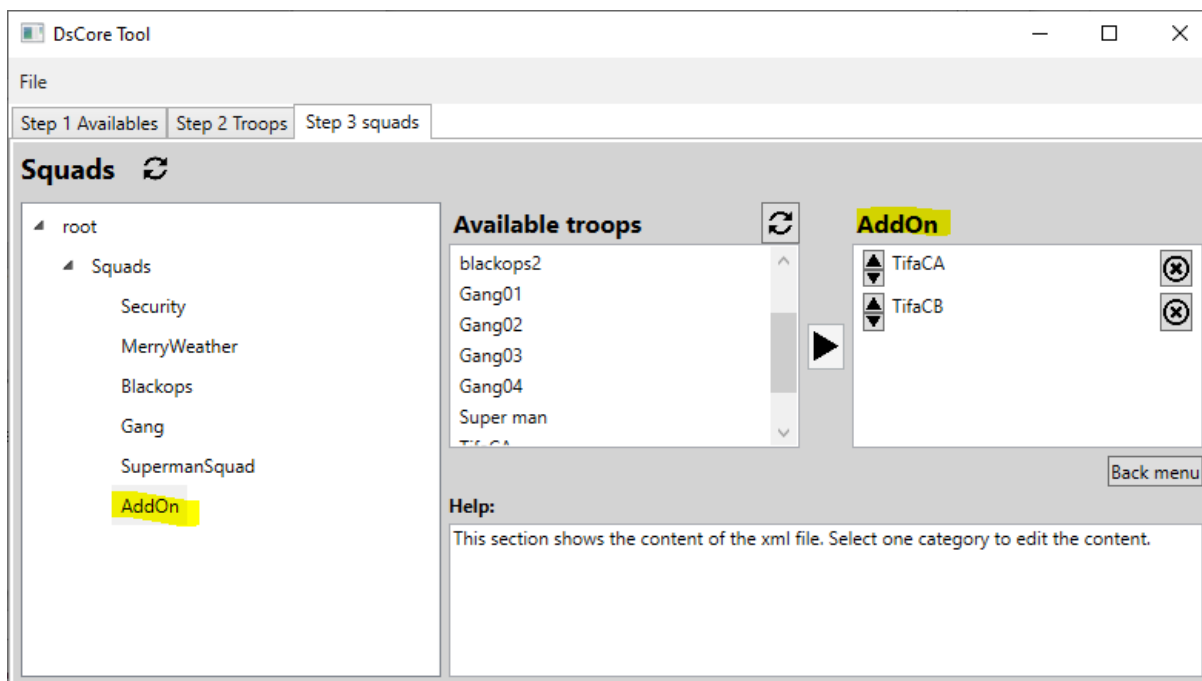 DsCore Tool
File
Step 1 Availables
Step 2 Troops
Step 3 squads
Squads
root
Squads
Security
MerryWeather
Blackops
Gang
SupermanSquad
AddOn
Available troops
blackops2
Gang01
Gang02
Gang03
Gang04
Super man
AddOn
TifaCA
TifaCB
Back menu
Help:
This section shows the content of the xml file. Select one category to edit the content.